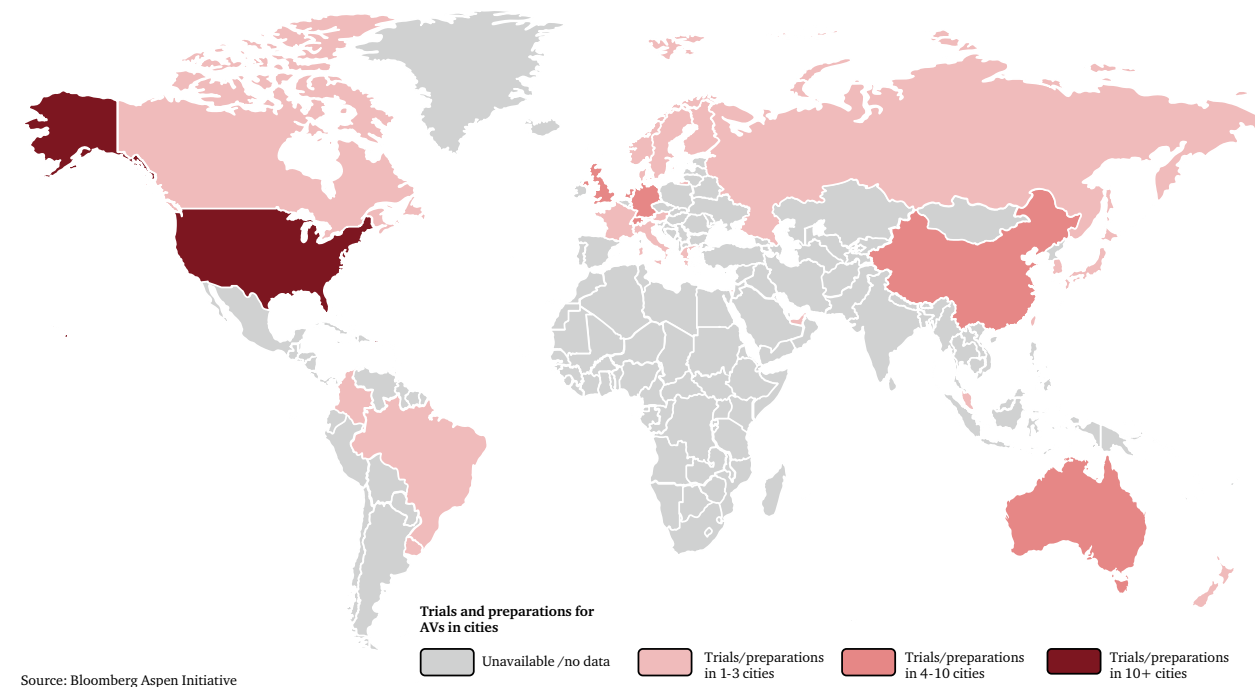 Trials and preparations for
AVs in cities
Unavailable /no data
Trials/preparations
in 1-3 cities
Trials/preparations
in 4-10 cities
Trials/preparations
in 10+ cities
Source: Bloomberg Aspen Initiative